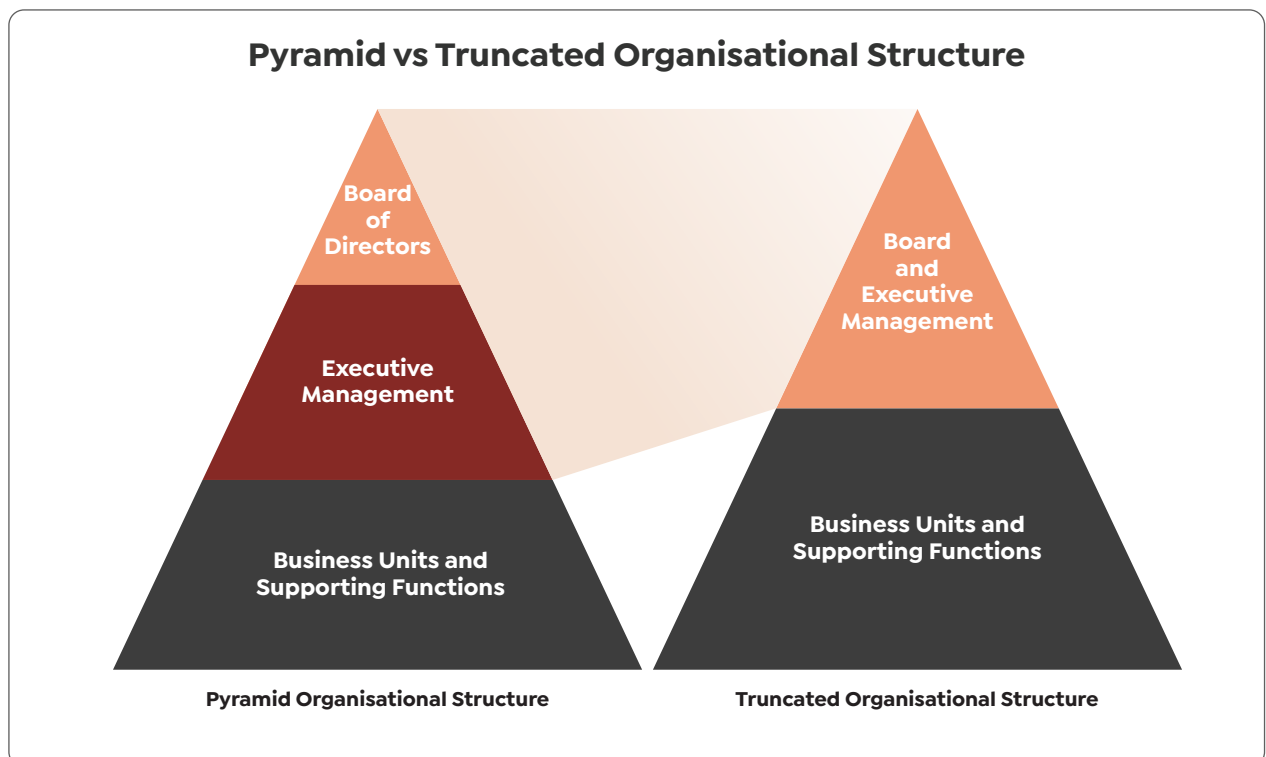 Pyramid vs Truncated Organisational Structure
Board
of
Directors
Executive
Management
Business Units and
Supporting Functions
Pyramid Organisational Structure
Board
and
Executive
Management
Business Units and
Supporting Functions
Truncated Organisational Structure